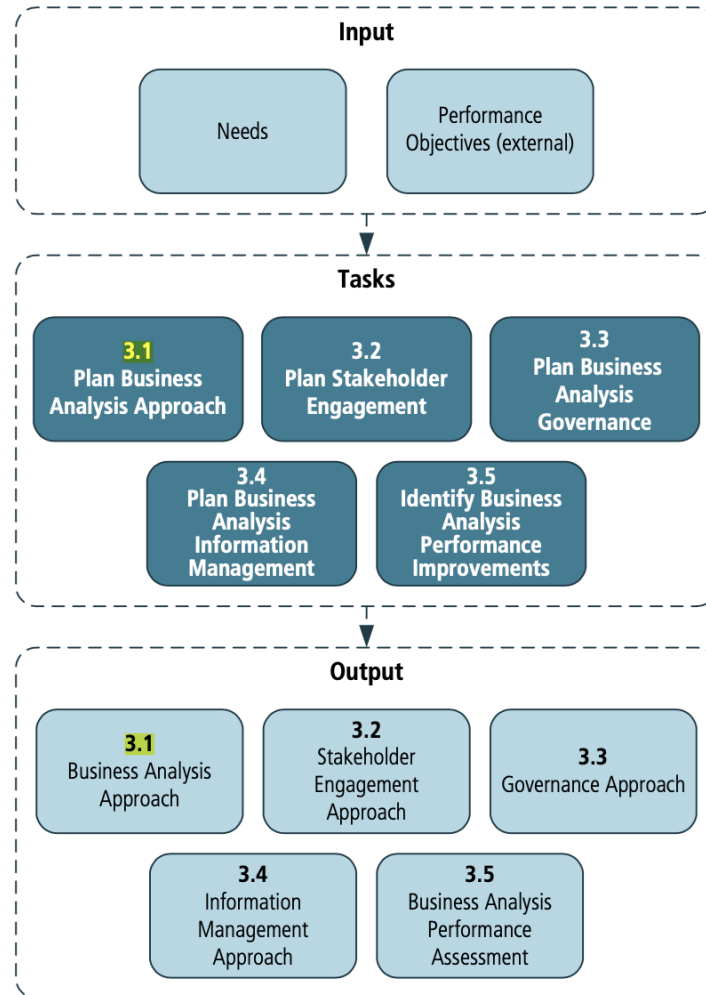 Input
Needs
Performance
Objectives (external)
Tasks
3.1
Plan Business
Analysis Approach
3.2
Plan Stakeholder
Engagement
3.3
Plan Business
Analysis
Governance
3.4
Plan Business
Analysis
Information
Management
3.5
Identify Business
Analysis
Performance
Improvements
Output
3.1
Business Analysis
Approach
3.2
Stakeholder
Engagement
Approach
3.3
Governance Approach
3.4
Information
Management
Approach
3.5
Business Analysis
Performance
Assessment